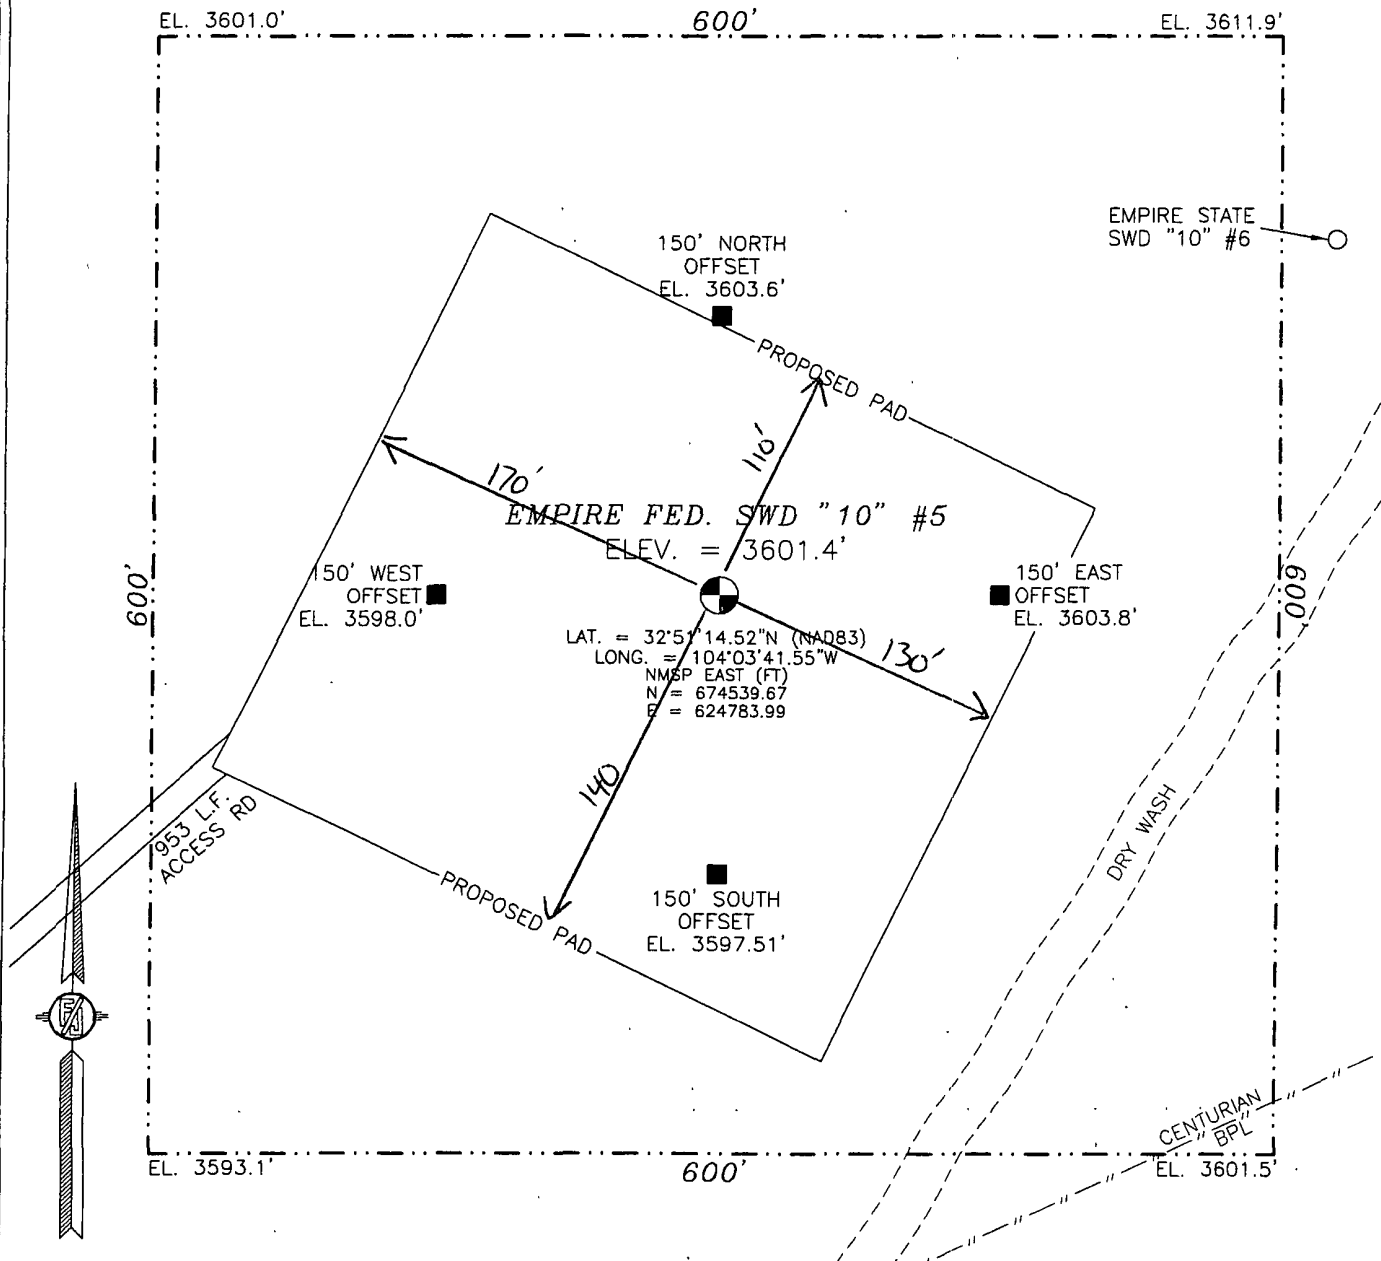 EL. 3601.0'
600'
EL. 3611.9'
EMPIRE STATE
SWD "10" #6
150' NORTH
OFFSET
EL. 3603.6'
PROPOSED PAD
110'
170'
EMPIRE FED. SWD "10" #5
ELEV. = 3601.4'
150' WEST
OFFSET
EL. 3598.0'
150' EAST
OFFSET
EL. 3603.8'
600'
600'
LAT. = 32°51'14.52"N (NAD83)
LONG. = 104°03'41.55"W
NMSP EAST (FT)
N = 674539.67
E = 624783.99
130'
140
953 L.F.
ACCESS RD
DRY WASH
PROPOSED PAD
150' SOUTH
OFFSET
EL. 3597.51'
CENTURIAN
BPL
EL. 3593.1'
600'
EL. 3601.5'